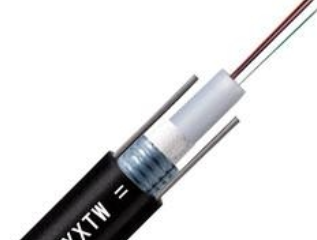 YXTW =